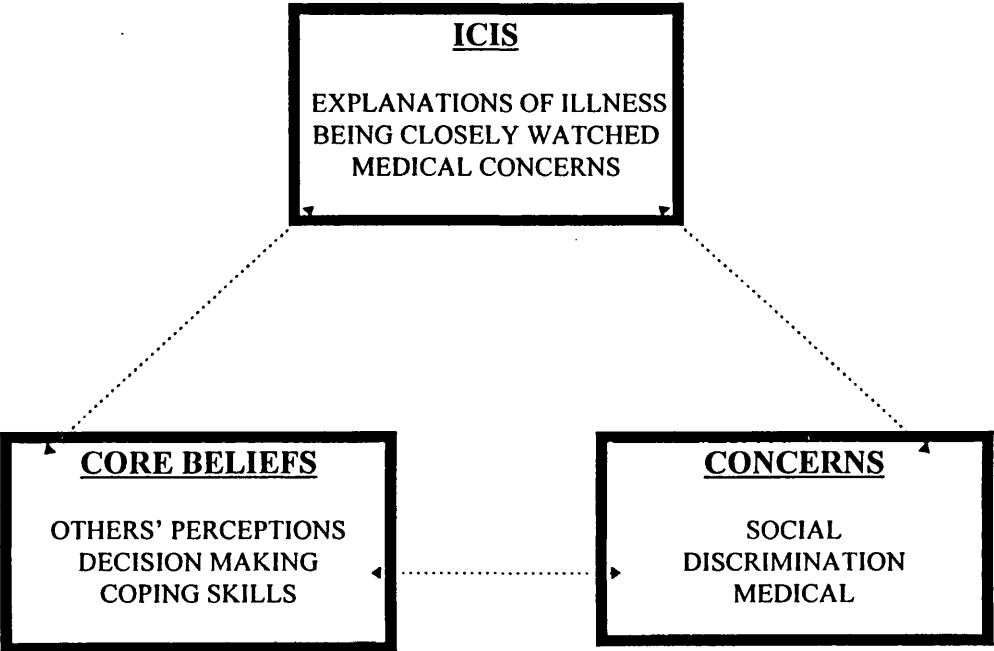 ICIS
EXPLANATIONS OF ILLNESS
BEING CLOSELY WATCHED
MEDICAL CONCERNS
CORE BELIEFS
OTHERS' PERCEPTIONS
DECISION MAKING
COPING SKILLS
CONCERNS
SOCIAL
DISCRIMINATION
MEDICAL